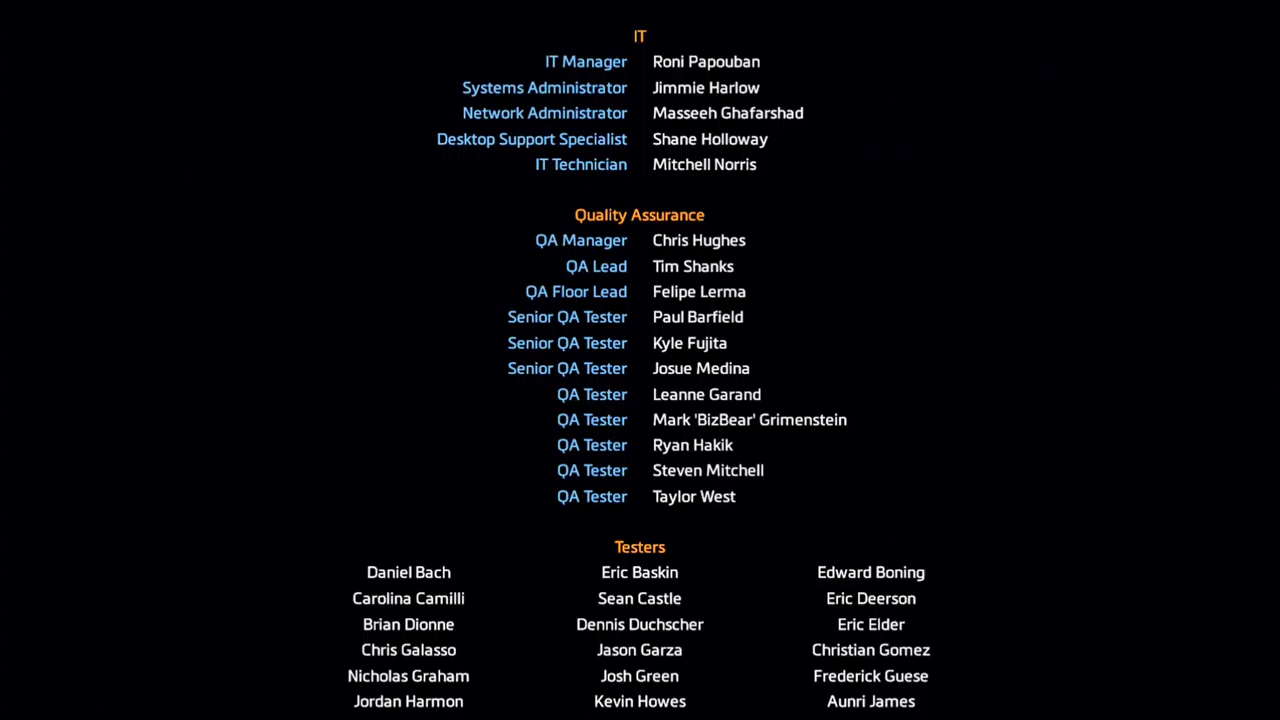 IT
IT Manager Roni Papouban
Systems Administrator Jimmie Harlow
Network Administrator Masseeh Ghafarshad
Desktop Support Specialist Shane Holloway
IT Technician Mitchell Norris
Quality Assurance
QA Manager Chris Hughes
QA Lead Tim Shanks
QA Floor Lead Felipe Lerma
Senior QA Tester Paul Barfield
Senior QA Tester Kyle Fujita
Senior QA Tester Josue Medina
QA Tester Leanne Garand
QA Tester Mark 'BizBear' Grimenstein
QA Tester Ryan Hakik
QA Tester Steven Mitchell
QA Tester Taylor West
Testers
Daniel Bach Eric Baskin Edward Boning
Carolina Camilli Sean Castle Eric Deerson
Brian Dionne Dennis Duchscher Eric Elder
Chris Galasso Jason Garza Christian Gomez
Nicholas Graham Josh Green Frederick Guese
Jordan Harmon Kevin Howes Aunri James